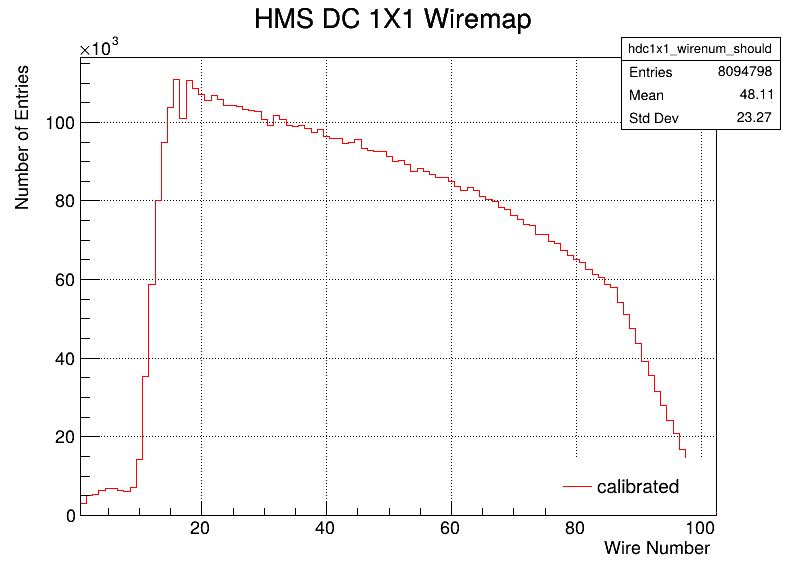 HMS DC 1X1 Wiremap
×10³
hdc1x1_wirenum_should
Entries 8094798
Mean 48.11
Std Dev 23.27
Number of Entries
100
80
60
40
20
0
calibrated
20 40 60 80 100
Wire Number